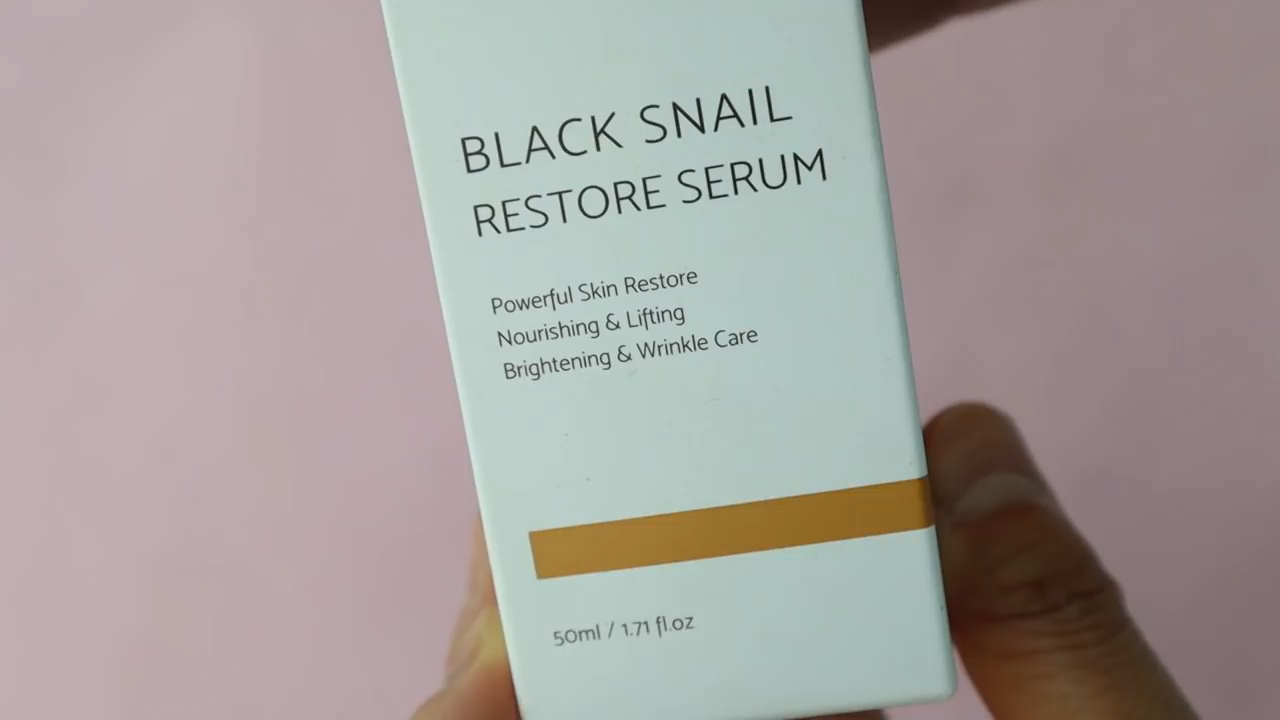 BLACK SNAIL
RESTORE SERUM
Powerful Skin Restore
Nourishing & Lifting
Brightening & Wrinkle Care
50ml / 1.71 fl.oz